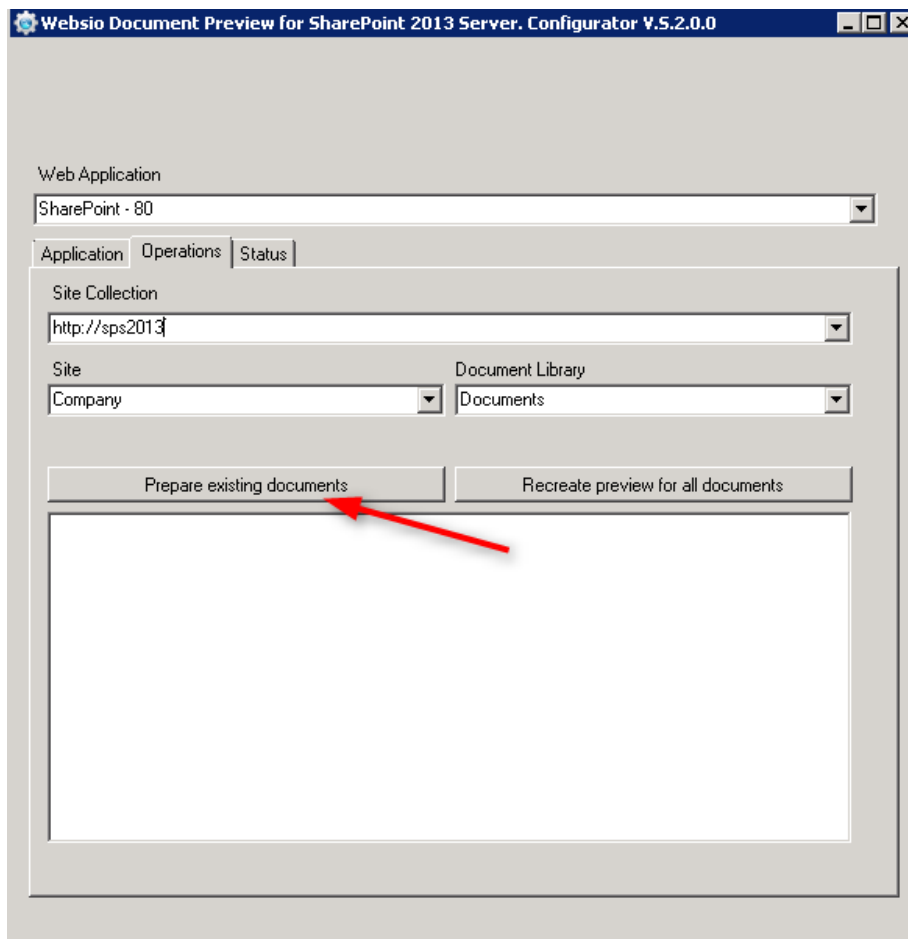 Websio Document Preview for SharePoint 2013 Server. Configurator V.5.2.0.0
Web Application
SharePoint - 80
Application Operations Status
Site Collection
http://sps2013
Site Document Library
Company Documents
Prepare existing documents Recreate preview for all documents